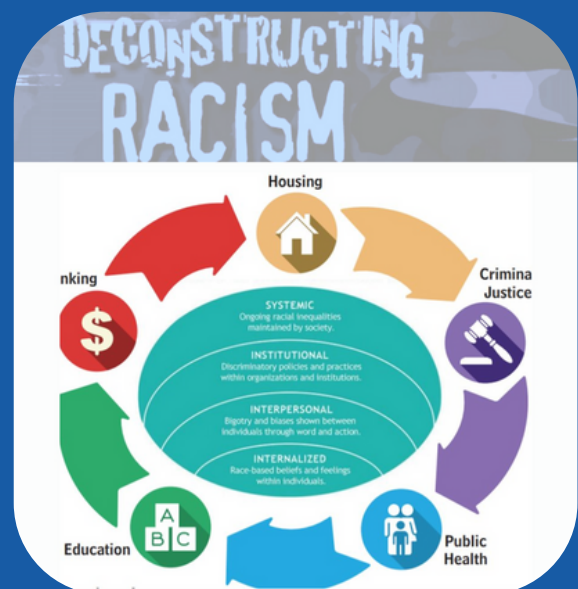 DECONSTRUCTING
RACISM
Housing
nking
Crimina
Justice
$
SYSTEMIC
Ongoing racial inequalities
maintained by society.
INSTITUTIONAL
Discriminatory policies and practices
within organizations and institutions.
INTERPERSONAL
Bigotry and biases shown between
individuals through word and action.
INTERNALIZED
Race-based beliefs and feelings
within individuals.
A
B C
Education
Public
Health